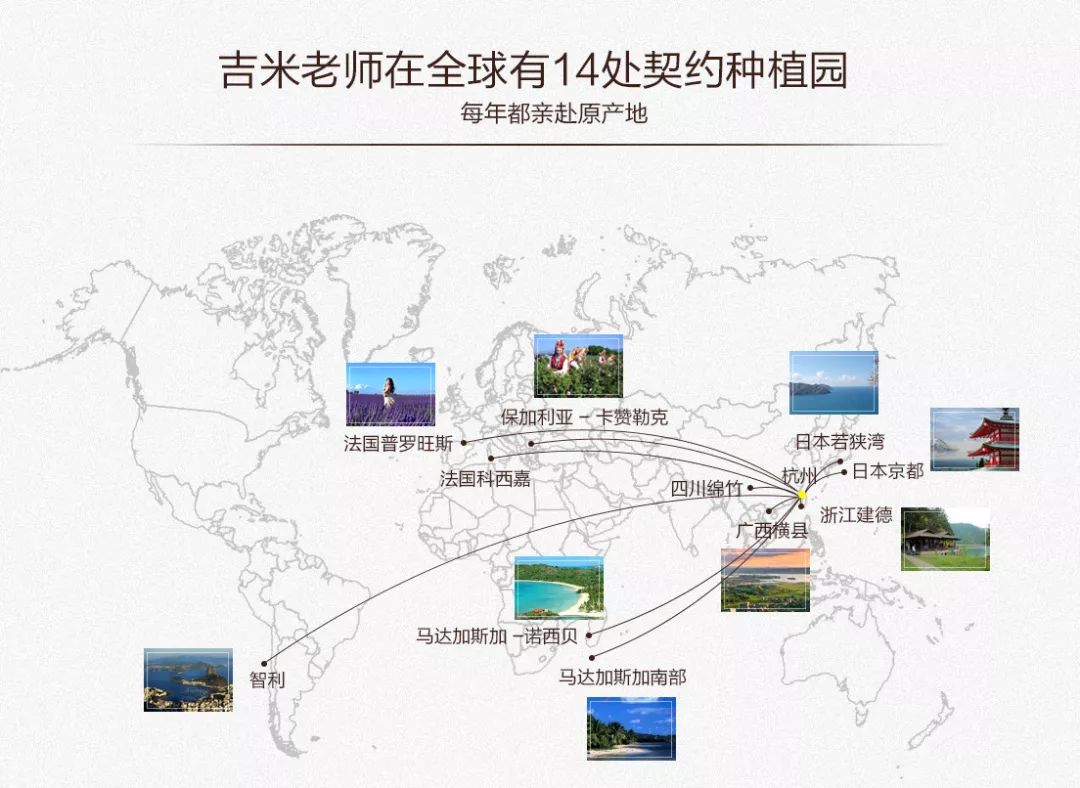 吉米老师在全球有14处契约种植园
每年都亲赴原产地
保加利亚 – 卡赞勒克
法国普罗旺斯
日本若狭湾
法国科西嘉
杭州
日本京都
四川绵竹
浙江建德
广西横县
马达加斯加 –诺西贝
马达加斯加南部
智利